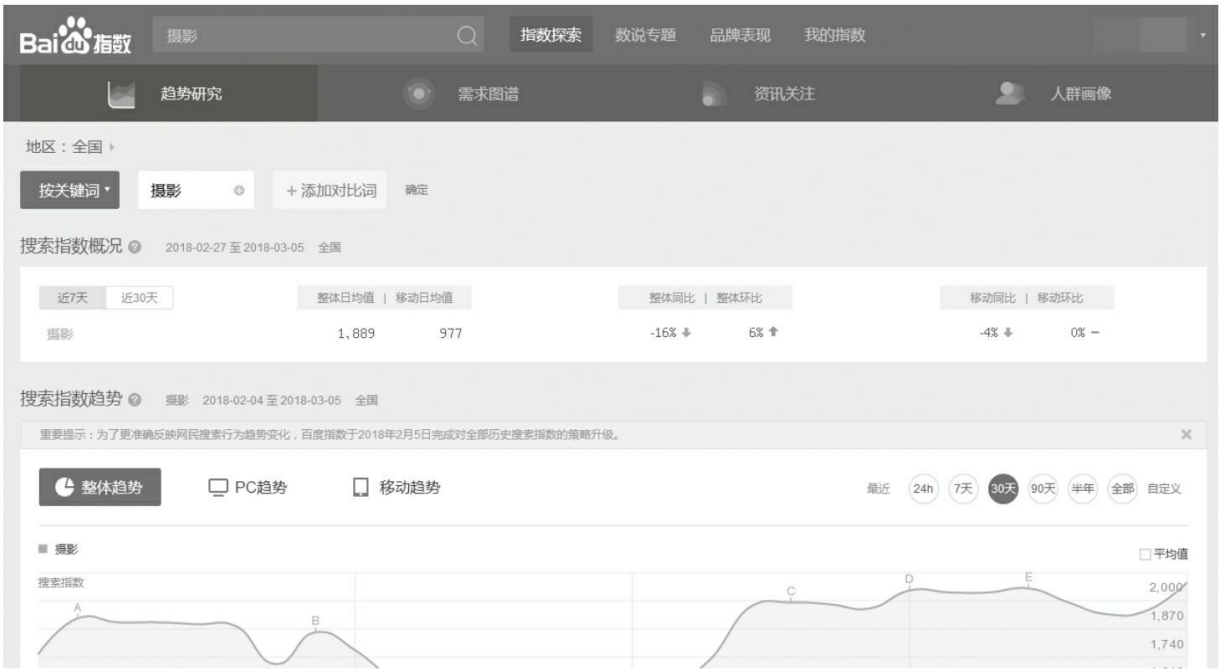 Bai du 指数 摄影 指数探索 数说专题 品牌表现 我的指数
趋势研究 需求图谱 资讯关注 人群画像
地区：全国
按关键词 摄影 +添加对比词 确定
搜索指数概况 ? 2018-02-27 至 2018-03-05 全国
近7天 近30天 整体日均值 | 移动日均值 整体同比 | 整体环比 移动同比 | 移动环比
摄影 1,889 977 -16% 6% -4% 0% -
搜索指数趋势 ? 摄影 2018-02-04 至 2018-03-05 全国
重要提示：为了更准确反映网民搜索行为趋势变化，百度指数于2018年2月5日完成对全部历史搜索指数的策略升级。 ×
整体趋势 PC趋势 移动趋势 最近 24h 7天 30天 90天 半年 全部 自定义
摄影 平均值
搜索指数 A B C D E 2,000
1,870
1,740